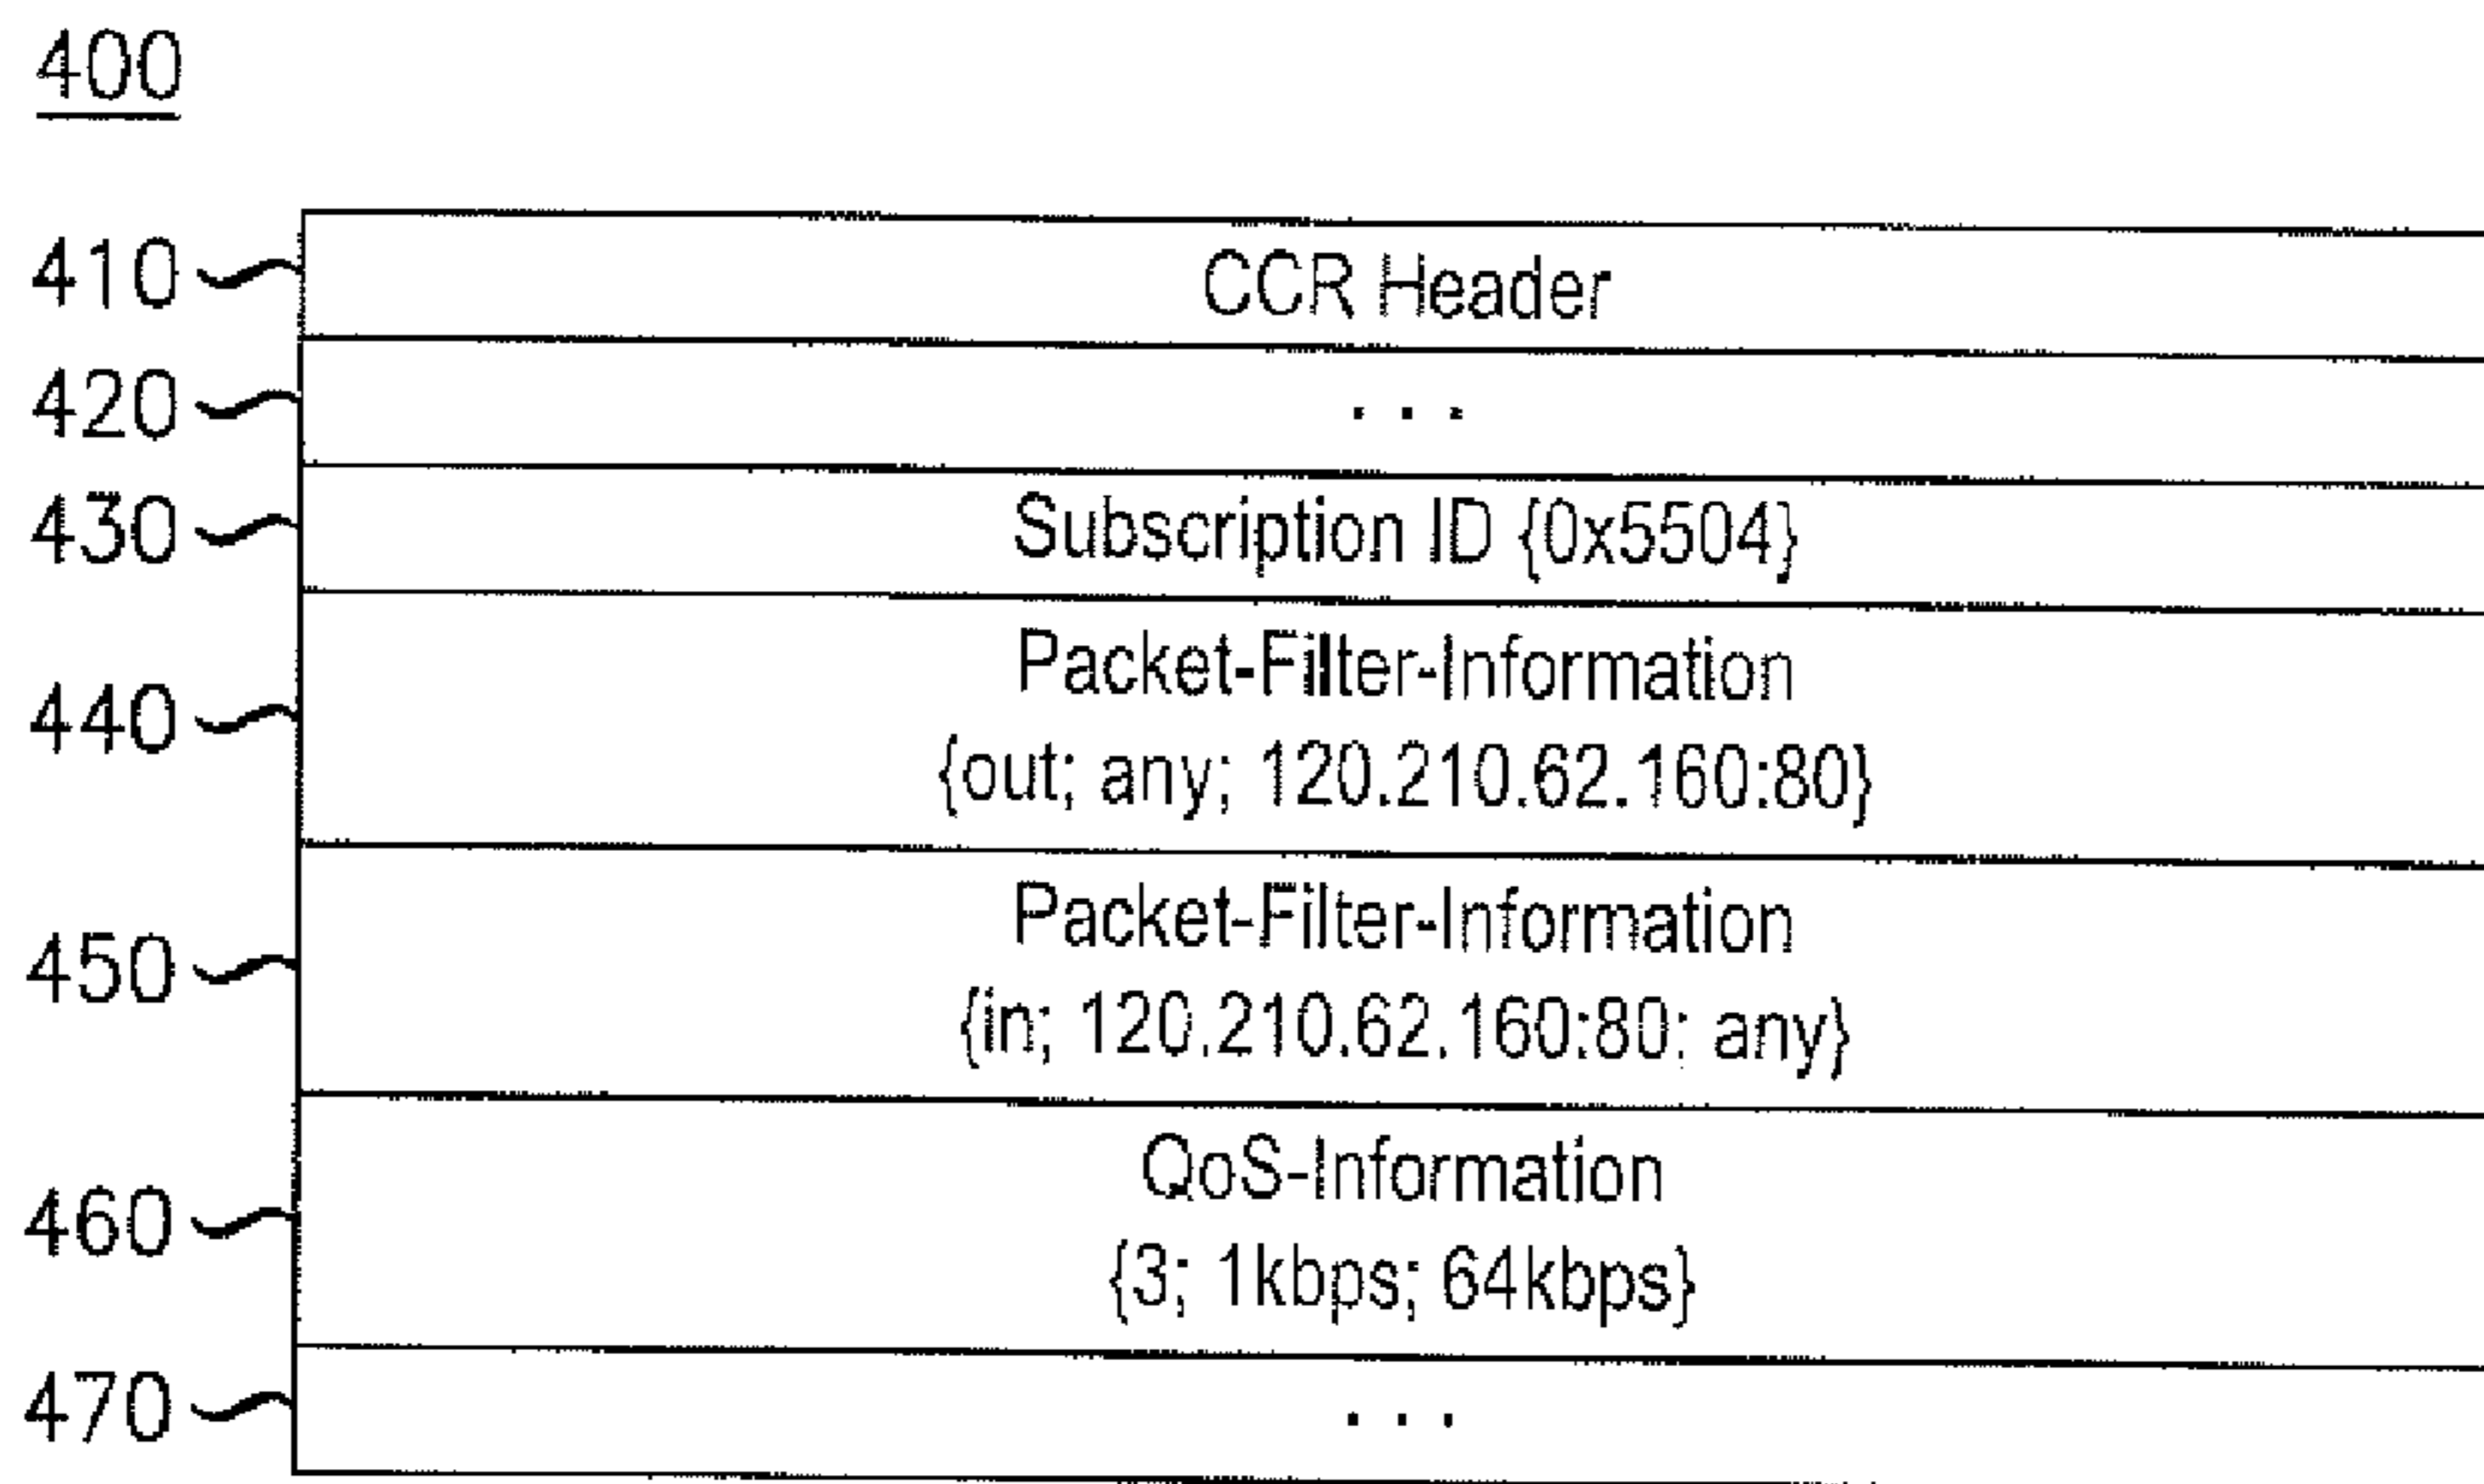 400
410 CCR Header
420 ...
430 Subscription ID {0x5504}
Packet-Filter-Information
440
{out; any; 120.210.62.160:80}
Packet-Filter-Information
450
{in; 120.210.62.160:80; any}
QoS-Information
460
{3; 1kbps; 64kbps}
470 ...